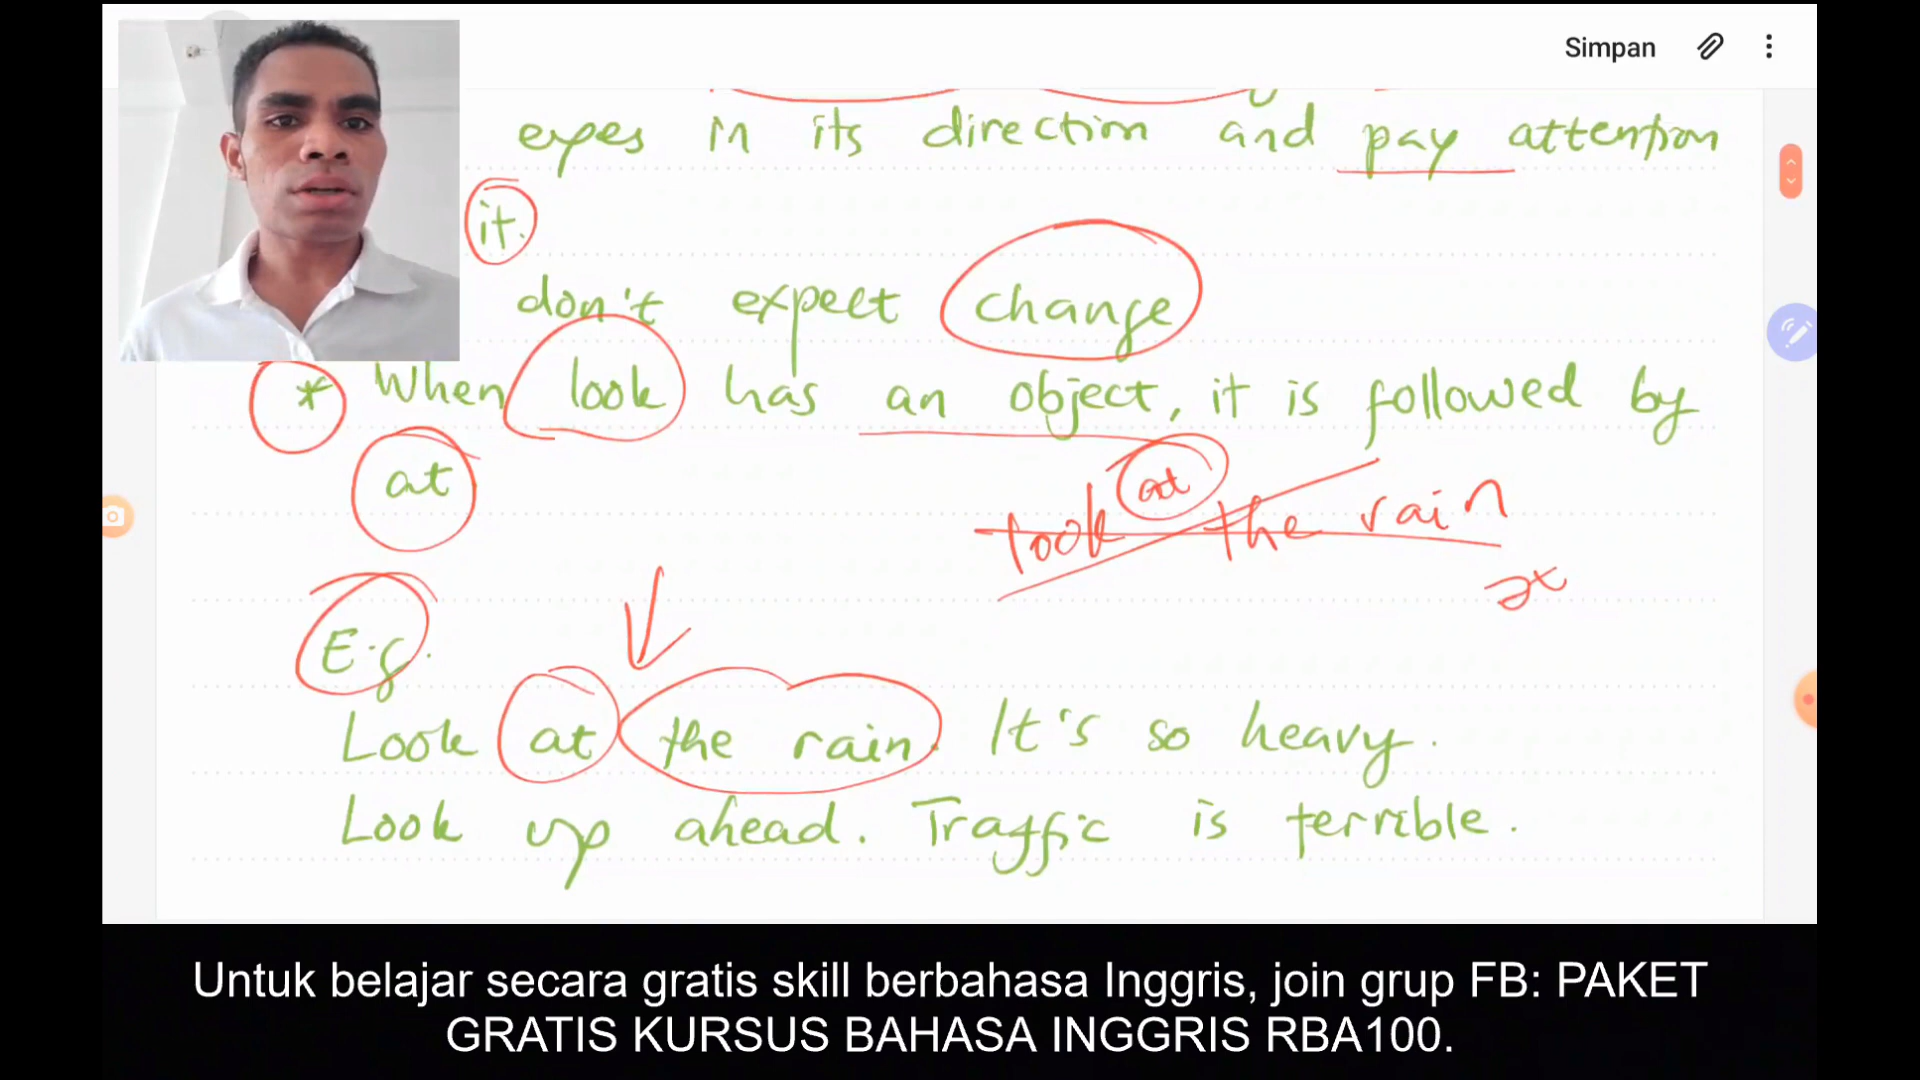 Simpan
eyes in its direction and pay attention
it.
don't expect change
* When look has an object, it is followed by
at
look at the rain
E.g.
Look at the rain. It's so heavy.
Look up ahead. Traffic is terrible.
Untuk belajar secara gratis skill berbahasa Inggris, join grup FB: PAKET
GRATIS KURSUS BAHASA INGGRIS RBA100.